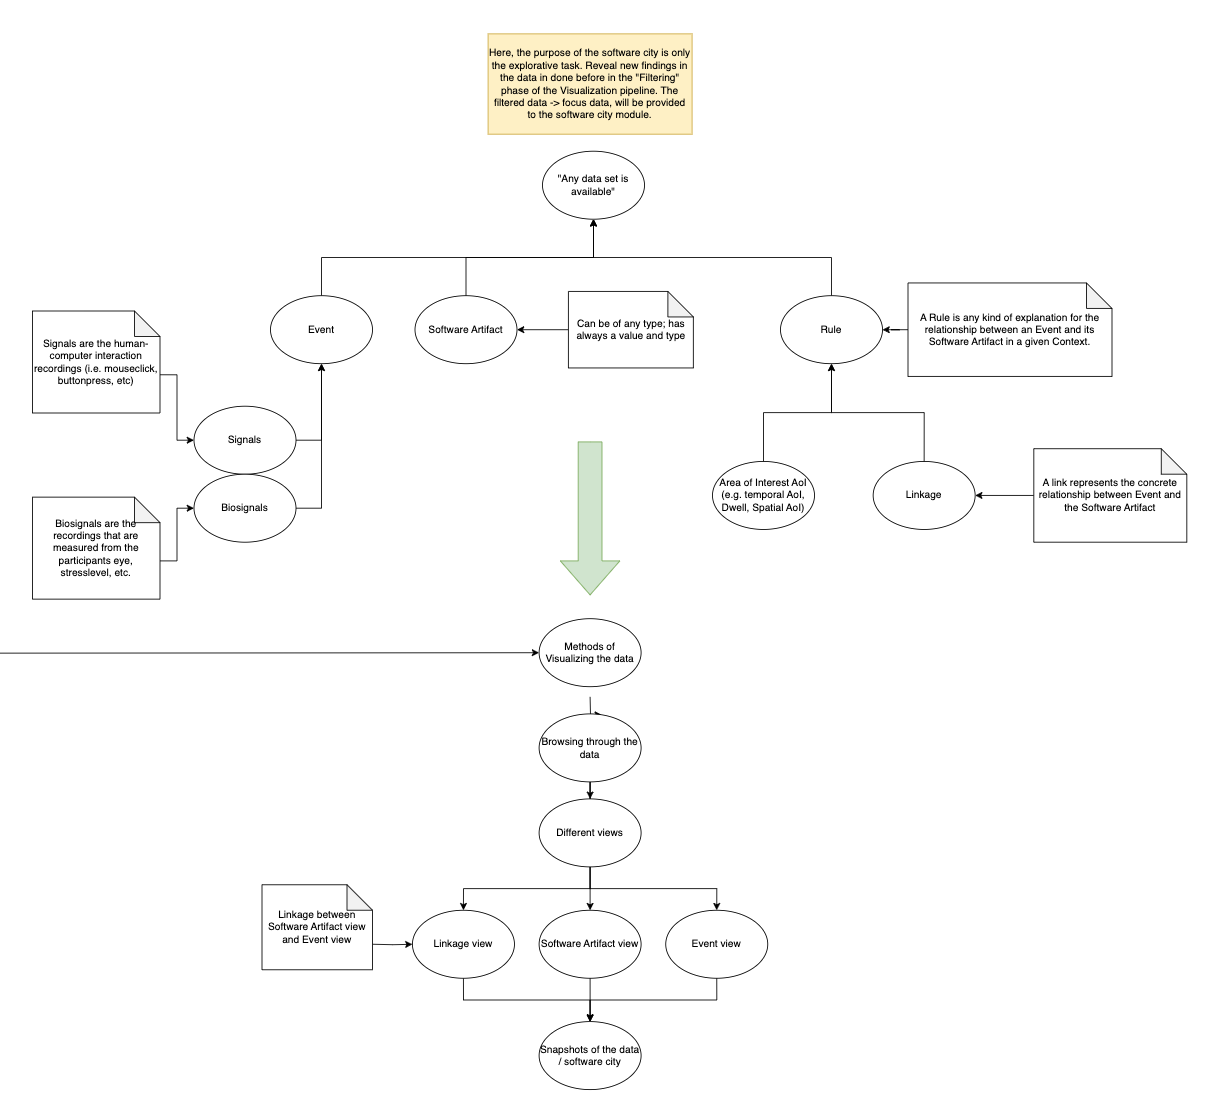 Here, the purpose of the software city is only
the explorative task. Reveal new findings in
the data in done before in the "Filtering"
phase of the Visualization pipeline. The
filtered data -> focus data, will be provided
to the software city module.
"Any data set is
available"
Event
Software Artifact
Can be of any type; has
always a value and type
Rule
A Rule is any kind of explanation for the
relationship between an Event and its
Software Artifact in a given Context.
Signals are the human-
computer interaction
recordings (i.e. mouseclick,
buttonpress, etc)
Signals
Biosignals
Biosignals are the
recordings that are
measured from the
participants eye,
stresslevel, etc.
Area of Interest AoI
(e.g. temporal AoI,
Dwell, Spatial AoI)
Linkage
A link represents the concrete
relationship between Event and
the Software Artifact
Methods of
Visualizing the data
Browsing through the
data
Different views
Linkage between
Software Artifact view
and Event view
Linkage view
Software Artifact view
Event view
Snapshots of the data
/ software city